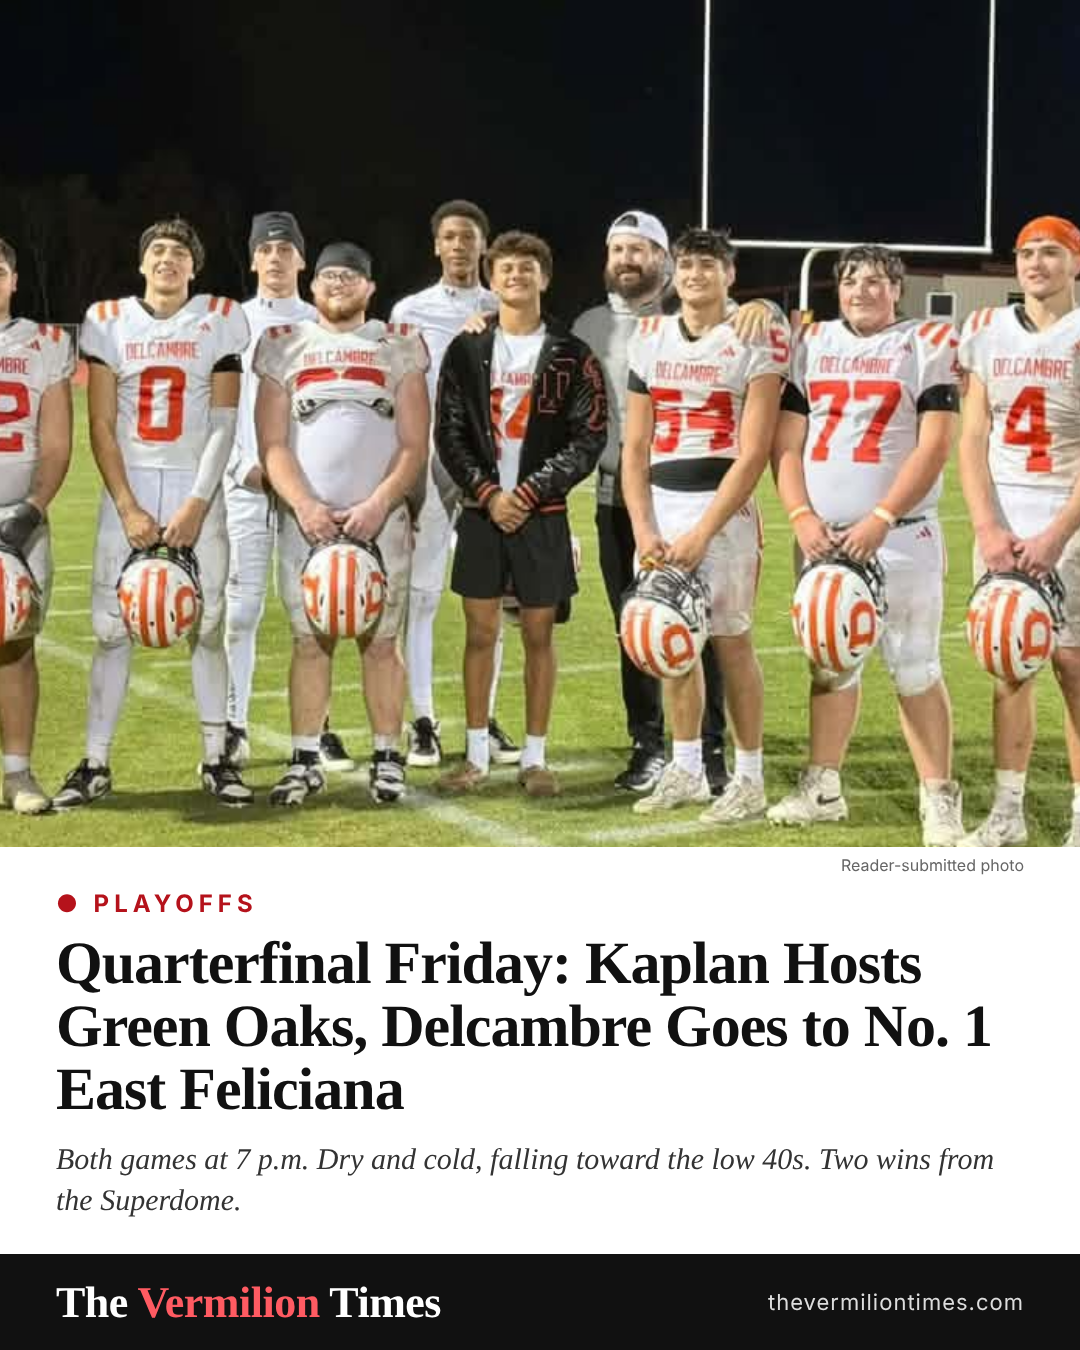 DELCAMBRE
0
DELCAMBRE
DELCAMBRE
54
5
DELCAMBRE
77
DELCAMBRE
4
2
Reader-submitted photo
PLAYOFFS
Quarterfinal Friday: Kaplan Hosts
Green Oaks, Delcambre Goes to No. 1
East Feliciana
Both games at 7 p.m. Dry and cold, falling toward the low 40s. Two wins from
the Superdome.
The Vermilion Times
thevermiliontimes.com